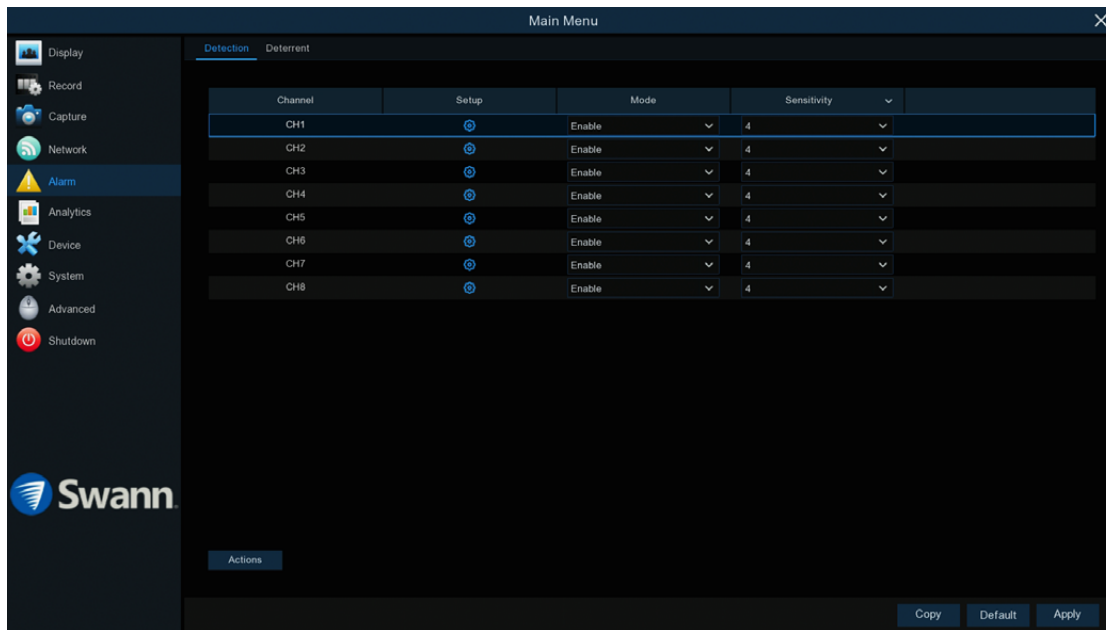 Main Menu
Display
Record
Capture
Network
Alarm
Analytics
Device
System
Advanced
Shutdown
Swann
Detection Deterrent
Channel Setup Mode Sensitivity
CH1 Enable 4
CH2 Enable 4
CH3 Enable 4
CH4 Enable 4
CH5 Enable 4
CH6 Enable 4
CH7 Enable 4
CH8 Enable 4
Actions
Copy Default Apply